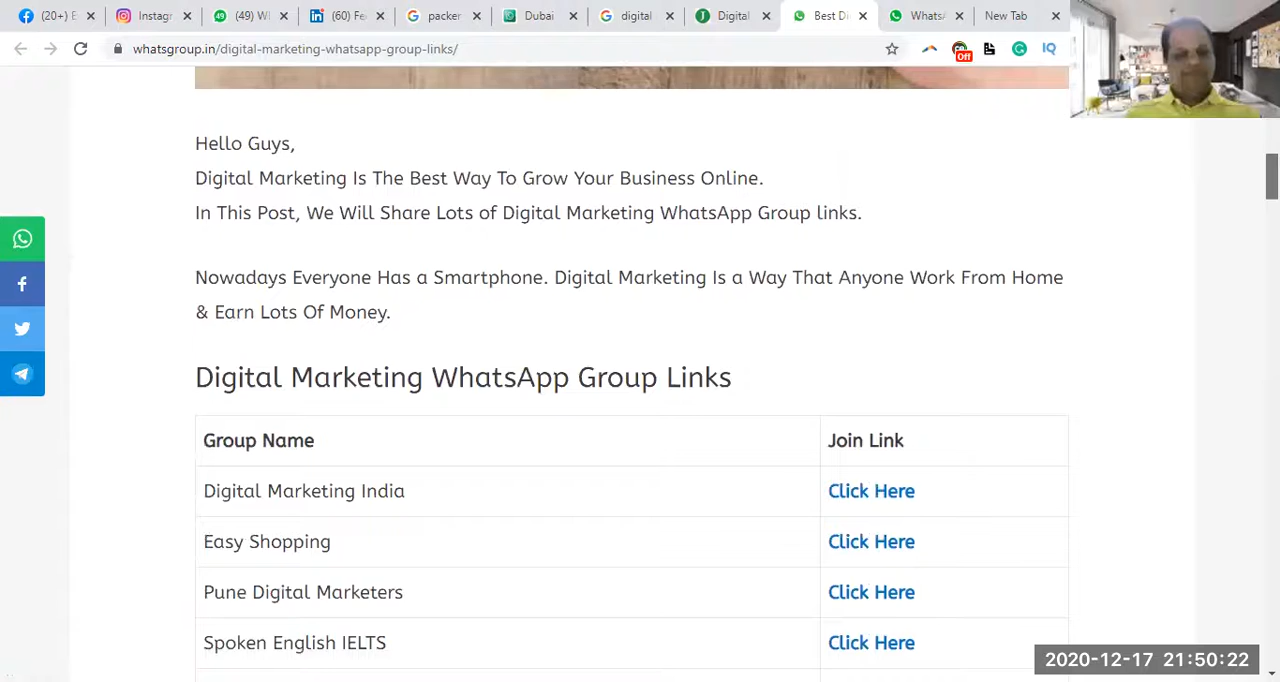 (20+) E
Instagr
(49) WI
(60) Fe
packer
Dubai
digital
Digital
Best Di
WhatsA
New Tab
whatsgroup.in/digital-marketing-whatsapp-group-links/
Off
IQ
Hello Guys,
Digital Marketing Is The Best Way To Grow Your Business Online.
In This Post, We Will Share Lots of Digital Marketing WhatsApp Group links.
Nowadays Everyone Has a Smartphone. Digital Marketing Is a Way That Anyone Work From Home
& Earn Lots Of Money.
Digital Marketing WhatsApp Group Links
Group Name Join Link
Digital Marketing India Click Here
Easy Shopping Click Here
Pune Digital Marketers Click Here
Spoken English IELTS Click Here
2020-12-17 21:50:22